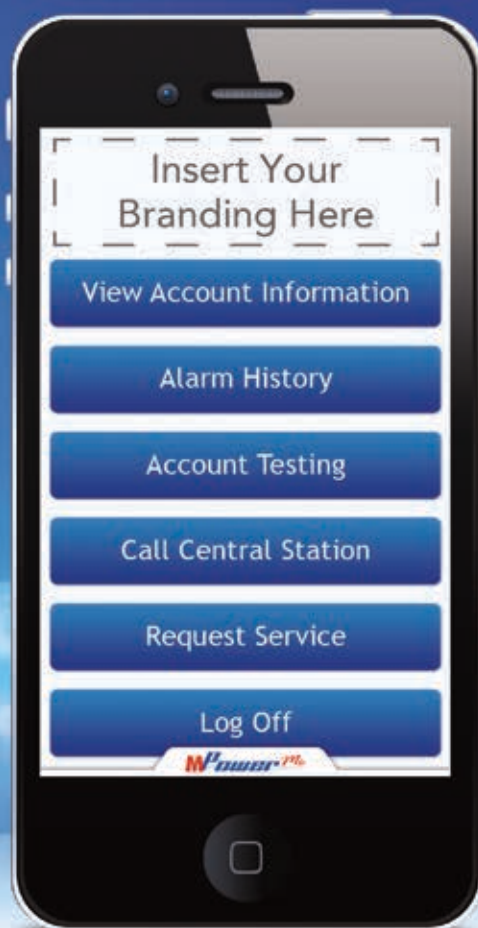 Insert Your
Branding Here
View Account Information
Alarm History
Account Testing
Call Central Station
Request Service
Log Off
MPower Me